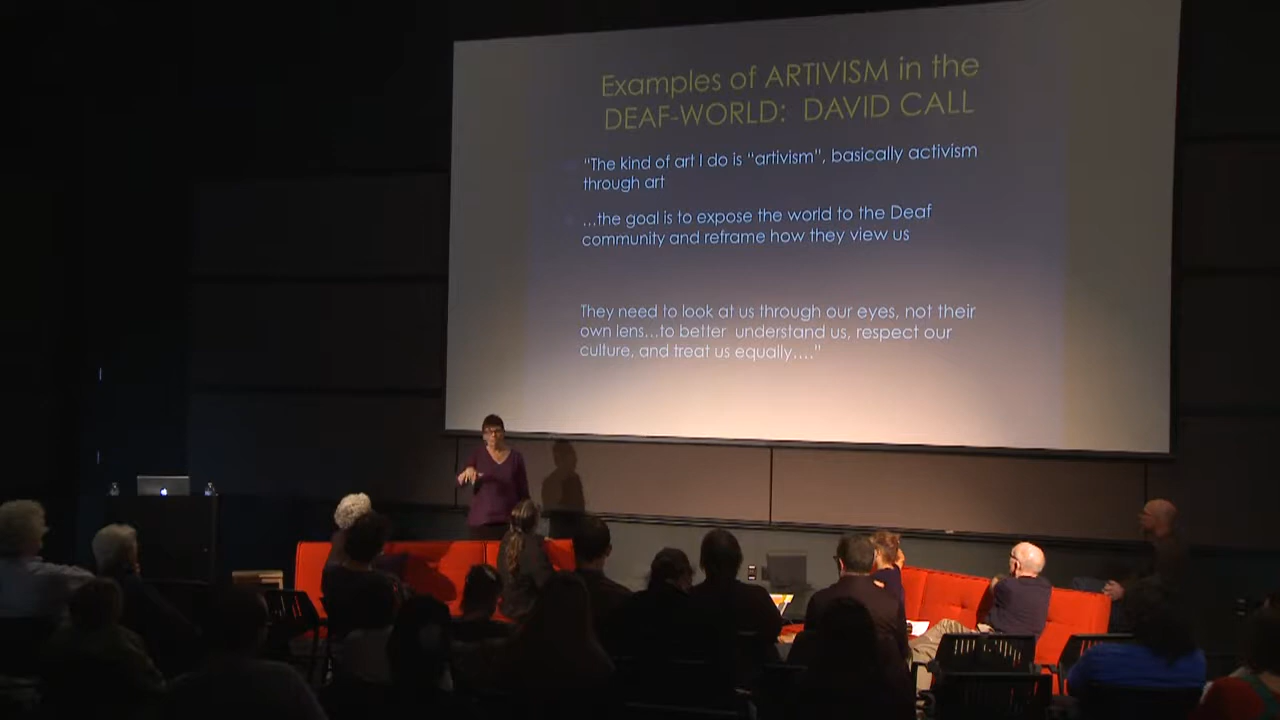 Examples of ARTIVISM in the
DEAF-WORLD: DAVID CALL
"The kind of art I do is "artivism", basically activism
through art
...the goal is to expose the world to the Deaf
community and reframe how they view us
They need to look at us through our eyes, not their
own lens...to better understand us, respect our
culture, and treat us equally...."